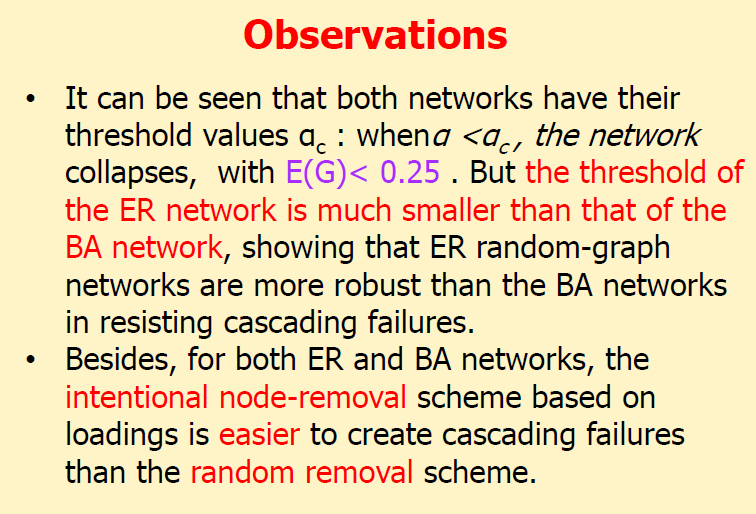 Observations
• It can be seen that both networks have their
threshold values αc : whenα <αc, the network
collapses, with E(G)< 0.25 . But the threshold of
the ER network is much smaller than that of the
BA network, showing that ER random-graph
networks are more robust than the BA networks
in resisting cascading failures.
• Besides, for both ER and BA networks, the
intentional node-removal scheme based on
loadings is easier to create cascading failures
than the random removal scheme.